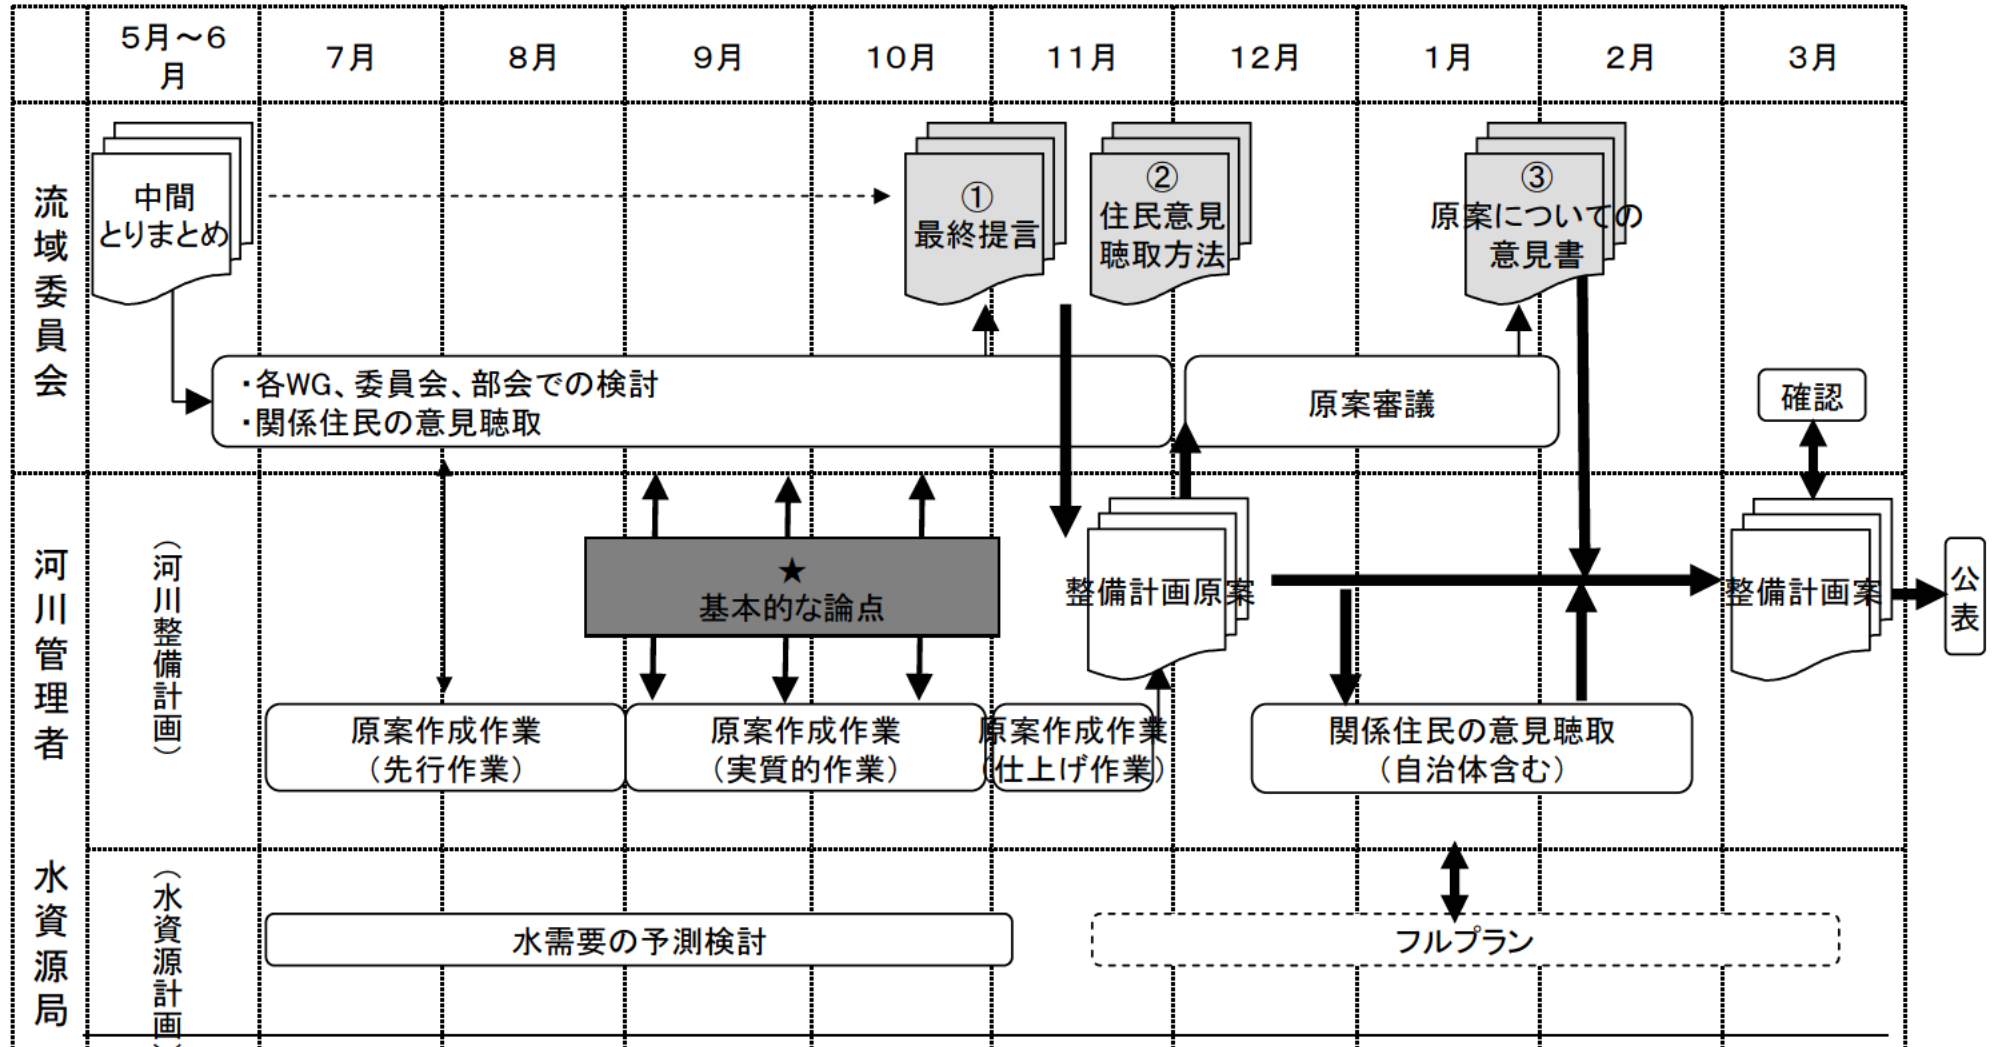 5月～6
月
7月
8月
9月
10月
11月
12月
1月
2月
3月
流域委員会
中間
とりまとめ
①
最終提言
②
住民意見
聴取方法
③
原案についての
意見書
・各WG、委員会、部会での検討
・関係住民の意見聴取
原案審議
確認
河川管理者
（河川整備計画）
★
基本的な論点
整備計画原案
整備計画案
公表
原案作成作業
（先行作業）
原案作成作業
（実質的作業）
原案作成作業
（仕上げ作業）
関係住民の意見聴取
（自治体含む）
水資源局
（水資源計画）
水需要の予測検討
フルプラン